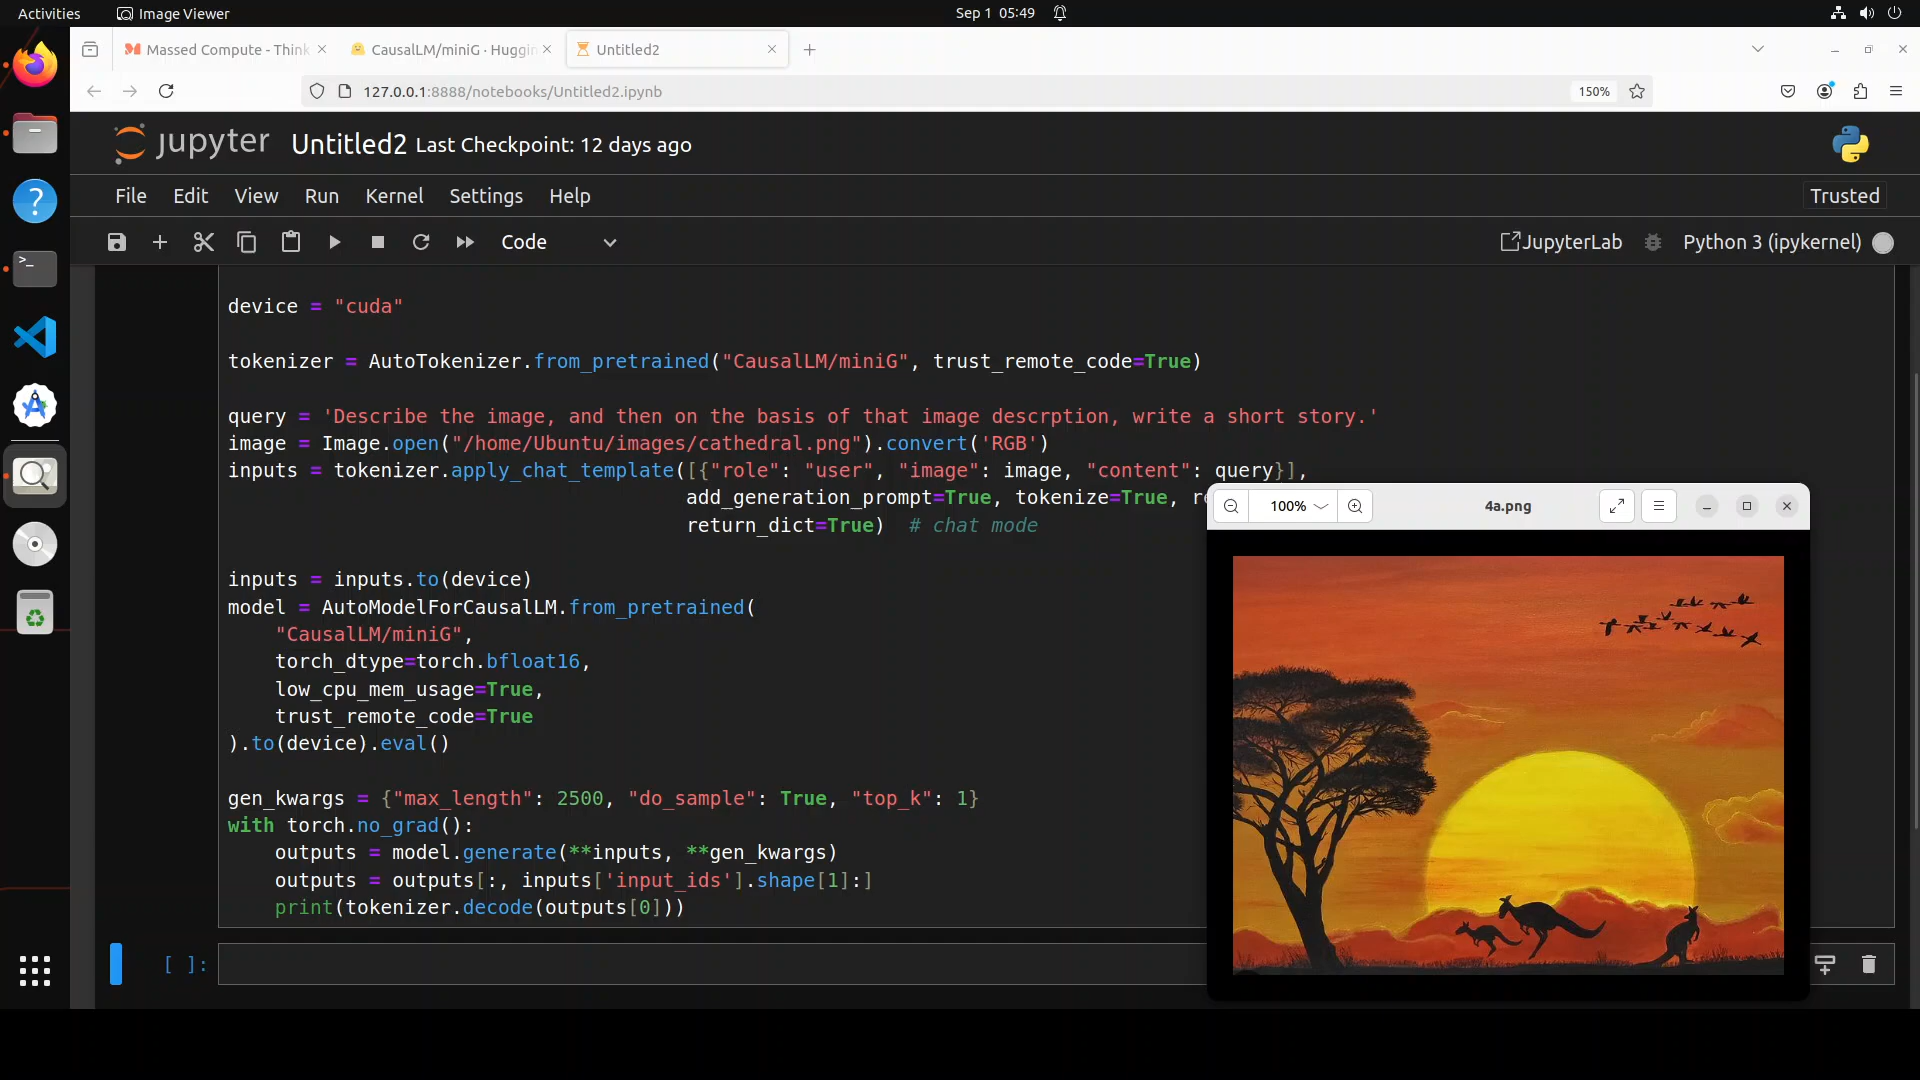 Activities Image Viewer Sep 1 05:49
Massed Compute - Think CausalLM/miniG · Huggin Untitled2
127.0.0.1:8888/notebooks/Untitled2.ipynb 150%
jupyter Untitled2 Last Checkpoint: 12 days ago
File Edit View Run Kernel Settings Help Trusted
Code JupyterLab Python 3 (ipykernel)
device = "cuda"
tokenizer = AutoTokenizer.from_pretrained("CausalLM/miniG", trust_remote_code=True)
query = 'Describe the image, and then on the basis of that image descrption, write a short story.'
image = Image.open("/home/Ubuntu/images/cathedral.png").convert('RGB')
inputs = tokenizer.apply_chat_template([{"role": "user", "image": image, "content": query}],
add_generation_prompt=True, tokenize=True, re
return_dict=True)  # chat mode
inputs = inputs.to(device)
model = AutoModelForCausalLM.from_pretrained(
"CausalLM/miniG",
torch_dtype=torch.bfloat16,
low_cpu_mem_usage=True,
trust_remote_code=True
).to(device).eval()
gen_kwargs = {"max_length": 2500, "do_sample": True, "top_k": 1}
with torch.no_grad():
outputs = model.generate(**inputs, **gen_kwargs)
outputs = outputs[:, inputs['input_ids'].shape[1]:]
print(tokenizer.decode(outputs[0]))
[ ]:
100% 4a.png